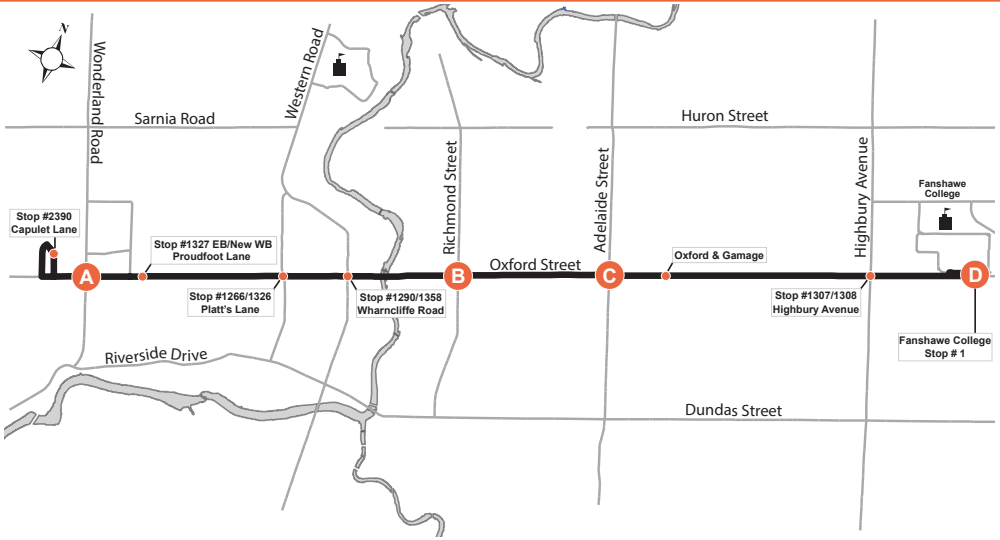 N
Wonderland Road
Western Road
Sarnia Road
Huron Street
Richmond Street
Adelaide Street
Highbury Avenue
Fanshawe
College
Stop #2390
Capulet Lane
Stop #1327 EB/New WB
Proudfoot Lane
Oxford & Gamage
Oxford Street
A
B
C
D
Stop #1266/1326
Platt's Lane
Stop #1290/1358
Wharncliffe Road
Stop #1307/1308
Highbury Avenue
Fanshawe College
Stop # 1
Riverside Drive
Dundas Street